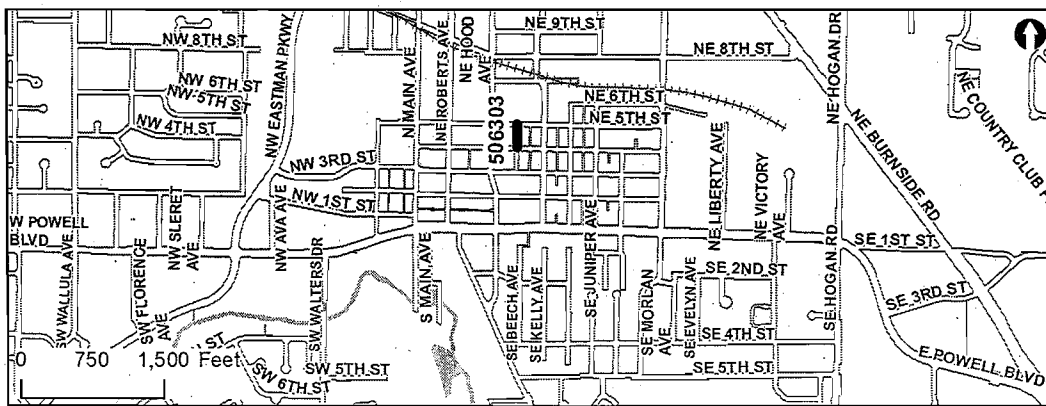 NE 9TH ST
NW 8TH ST
NE 8TH ST
NW 6TH ST
NW 5TH ST
NW 4TH ST
NE 6TH ST
NE 5TH ST
NW EASTMAN PKWY
N MAIN AVE
NE ROBERTS AVE
NE HOOD
AVE
506303
NE HOGAN DR
NE BURNSIDE RD
NE COUNTRY CLUB
NW 3RD ST
NW 1ST ST
W POWELL
BLVD
SW WALLULA AVE
SW FLORENCE
AVE
NW SLERET
AVE
NW AVA AVE
SW WALTERS DR
S MAIN AVE
SE BEECH AVE
SE KELLY AVE
SE JUNIPER AVE
SE MORLAN
AVE
SE EVELYN AVE
NE LIBERTY AVE
NE VICTORY
AVE
SE HOGAN RD
SE 1ST ST
SE 2ND ST
SE 3RD ST
SE 4TH ST
SE 5TH ST
E POWELL BLVD
SW 5TH ST
SW 6TH ST
ST
0 750 1,500 Feet